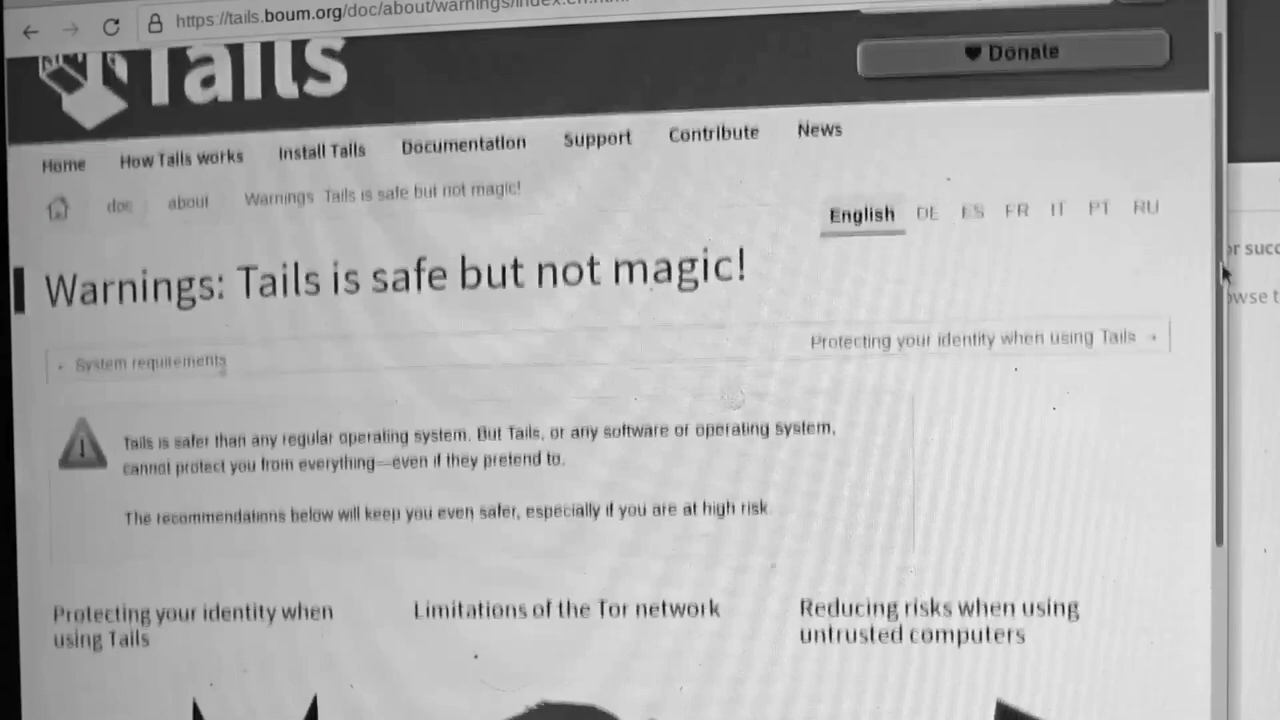 https://tails.boum.org/doc/about/warnings/index.en.html
Tails
Donate
Home How Tails works Install Tails Documentation Support Contribute News
doc about Warnings Tails is safe but not magic!
English DE ES FR IT PT RU
Warnings: Tails is safe but not magic!
System requirements
Protecting your identity when using Tails →
Tails is safer than any regular operating system. But Tails, or any software or operating system,
cannot protect you from everything—even if they pretend to.
The recommendations below will keep you even safer, especially if you are at high risk.
Protecting your identity when
using Tails
Limitations of the Tor network
Reducing risks when using
untrusted computers